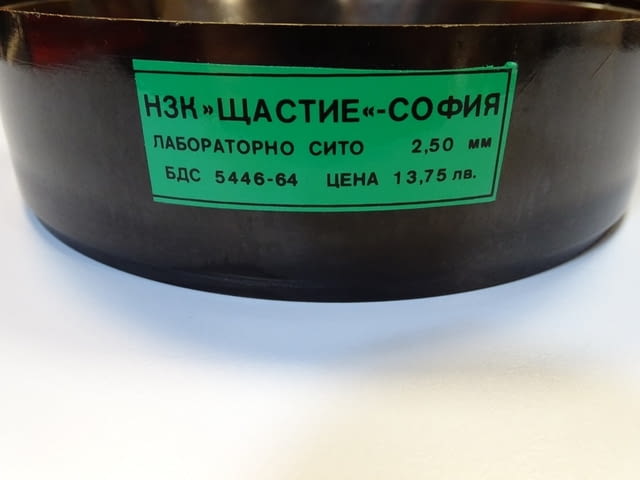 НЗК»ЩАСТИЕ«-СОФИЯ
ЛАБОРАТОРНО СИТО 2,50 мм
БДС 5446-64 ЦЕНА 13,75 лв.